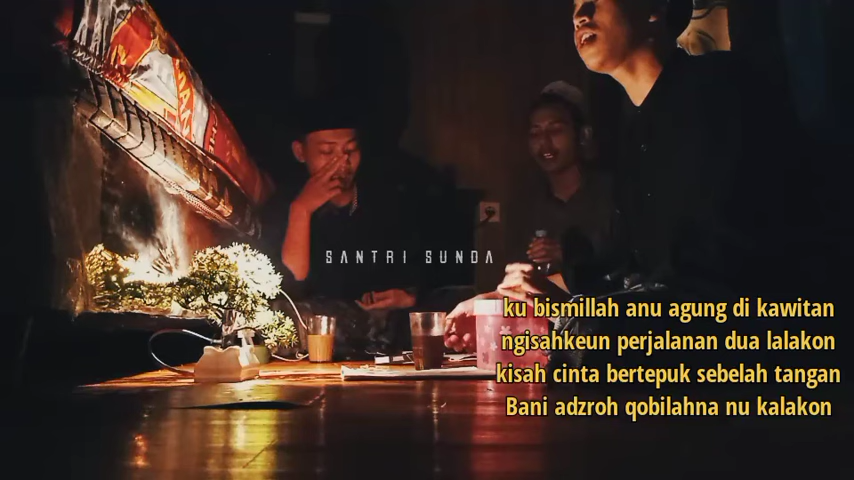 SANTRI SUNDA
ku bismillah anu agung di kawitan
ngisahkeun perjalanan dua lalakon
kisah cinta bertepuk sebelah tangan
Bani adzroh qobilahna nu kalakon